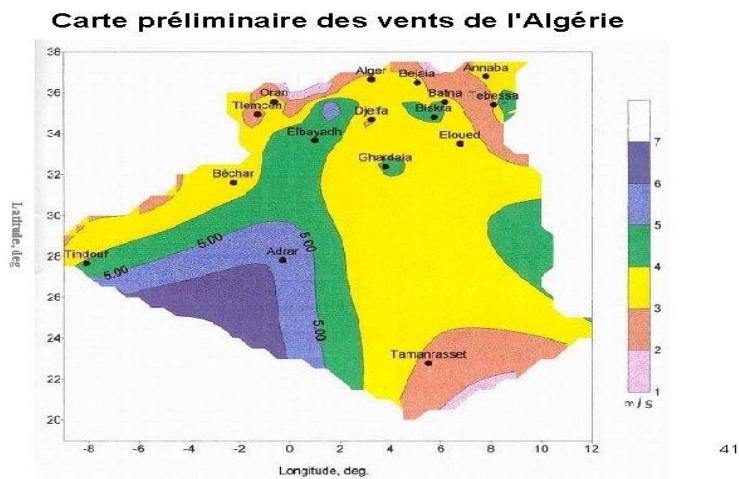 Carte préliminaire des vents de l'Algérie
38
36
34
32
30
28
26
24
22
20
Latitude, deg
Alger
Bejaia
Annaba
Oran
Tlemcen
Batna
Tebessa
Djelfa
Biskra
Elbayadh
Eloued
Ghardaia
Béchar
5.00
5.00
Tindouf
5.00
Adrar
5.00
Tamanrasset
7
6
5
4
3
2
1
m/s
-8
-6
-4
-2
0
2
4
6
8
10
12
Longitude, deg.
41